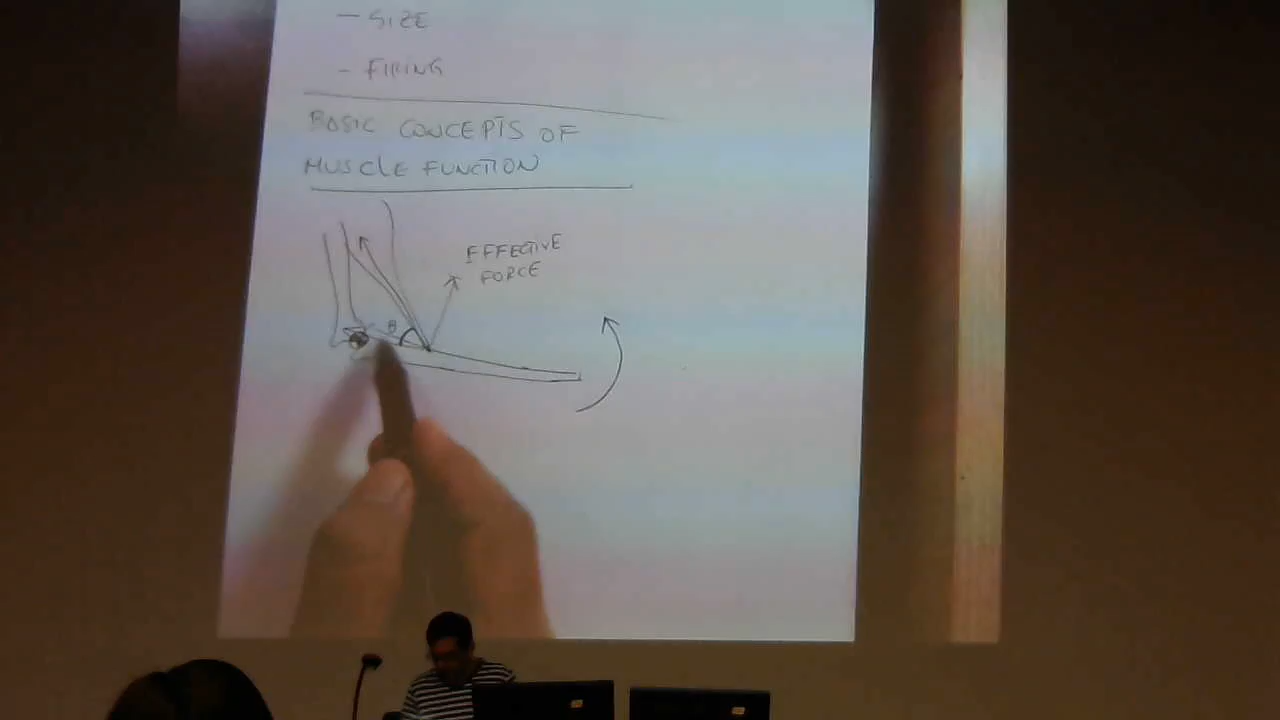 - SIZE
- FIRING
BASIC CONCEPTS OF
MUSCLE FUNCTION
EFFECTIVE
FORCE
θ